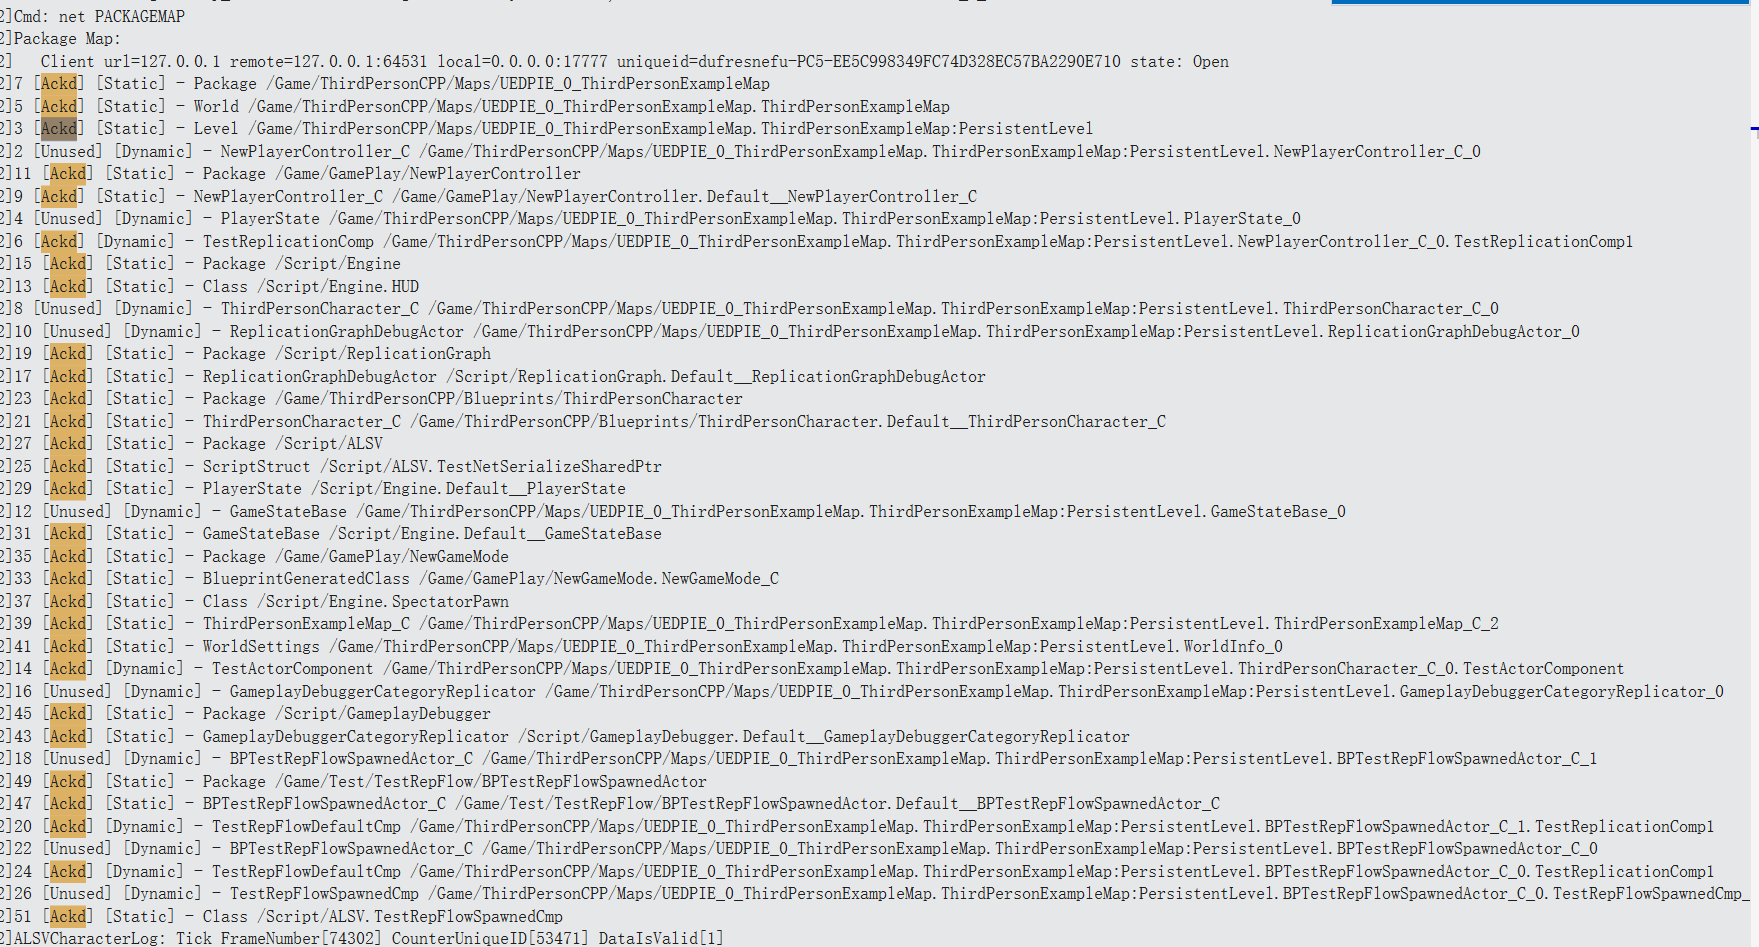 2]Cmd: net PACKAGEMAP
2]Package Map:
2]   Client url=127.0.0.1 remote=127.0.0.1:64531 local=0.0.0.0:17777 uniqueid=dufresnefu-PC5-EE5C998349FC74D328EC57BA2290E710 state: Open
2]7 [Ackd] [Static] - Package /Game/ThirdPersonCPP/Maps/UEDPIE_0_ThirdPersonExampleMap
2]5 [Ackd] [Static] - World /Game/ThirdPersonCPP/Maps/UEDPIE_0_ThirdPersonExampleMap.ThirdPersonExampleMap
2]3 [Ackd] [Static] - Level /Game/ThirdPersonCPP/Maps/UEDPIE_0_ThirdPersonExampleMap.ThirdPersonExampleMap:PersistentLevel
2]2 [Unused] [Dynamic] - NewPlayerController_C /Game/ThirdPersonCPP/Maps/UEDPIE_0_ThirdPersonExampleMap.ThirdPersonExampleMap:PersistentLevel.NewPlayerController_C_0
2]11 [Ackd] [Static] - Package /Game/GamePlay/NewPlayerController
2]9 [Ackd] [Static] - NewPlayerController_C /Game/GamePlay/NewPlayerController.Default__NewPlayerController_C
2]4 [Unused] [Dynamic] - PlayerState /Game/ThirdPersonCPP/Maps/UEDPIE_0_ThirdPersonExampleMap.ThirdPersonExampleMap:PersistentLevel.PlayerState_0
2]6 [Ackd] [Dynamic] - TestReplicationComp /Game/ThirdPersonCPP/Maps/UEDPIE_0_ThirdPersonExampleMap.ThirdPersonExampleMap:PersistentLevel.NewPlayerController_C_0.TestReplicationComp1
2]15 [Ackd] [Static] - Package /Script/Engine
2]13 [Ackd] [Static] - Class /Script/Engine.HUD
2]8 [Unused] [Dynamic] - ThirdPersonCharacter_C /Game/ThirdPersonCPP/Maps/UEDPIE_0_ThirdPersonExampleMap.ThirdPersonExampleMap:PersistentLevel.ThirdPersonCharacter_C_0
2]10 [Unused] [Dynamic] - ReplicationGraphDebugActor /Game/ThirdPersonCPP/Maps/UEDPIE_0_ThirdPersonExampleMap.ThirdPersonExampleMap:PersistentLevel.ReplicationGraphDebugActor_0
2]19 [Ackd] [Static] - Package /Script/ReplicationGraph
2]17 [Ackd] [Static] - ReplicationGraphDebugActor /Script/ReplicationGraph.Default__ReplicationGraphDebugActor
2]23 [Ackd] [Static] - Package /Game/ThirdPersonCPP/Blueprints/ThirdPersonCharacter
2]21 [Ackd] [Static] - ThirdPersonCharacter_C /Game/ThirdPersonCPP/Blueprints/ThirdPersonCharacter.Default__ThirdPersonCharacter_C
2]27 [Ackd] [Static] - Package /Script/ALSV
2]25 [Ackd] [Static] - ScriptStruct /Script/ALSV.TestNetSerializeSharedPtr
2]29 [Ackd] [Static] - PlayerState /Script/Engine.Default__PlayerState
2]12 [Unused] [Dynamic] - GameStateBase /Game/ThirdPersonCPP/Maps/UEDPIE_0_ThirdPersonExampleMap.ThirdPersonExampleMap:PersistentLevel.GameStateBase_0
2]31 [Ackd] [Static] - GameStateBase /Script/Engine.Default__GameStateBase
2]35 [Ackd] [Static] - Package /Game/GamePlay/NewGameMode
2]33 [Ackd] [Static] - BlueprintGeneratedClass /Game/GamePlay/NewGameMode.NewGameMode_C
2]37 [Ackd] [Static] - Class /Script/Engine.SpectatorPawn
2]39 [Ackd] [Static] - ThirdPersonExampleMap_C /Game/ThirdPersonCPP/Maps/UEDPIE_0_ThirdPersonExampleMap.ThirdPersonExampleMap:PersistentLevel.ThirdPersonExampleMap_C_2
2]41 [Ackd] [Static] - WorldSettings /Game/ThirdPersonCPP/Maps/UEDPIE_0_ThirdPersonExampleMap.ThirdPersonExampleMap:PersistentLevel.WorldInfo_0
2]14 [Ackd] [Dynamic] - TestActorComponent /Game/ThirdPersonCPP/Maps/UEDPIE_0_ThirdPersonExampleMap.ThirdPersonExampleMap:PersistentLevel.ThirdPersonCharacter_C_0.TestActorComponent
2]16 [Unused] [Dynamic] - GameplayDebuggerCategoryReplicator /Game/ThirdPersonCPP/Maps/UEDPIE_0_ThirdPersonExampleMap.ThirdPersonExampleMap:PersistentLevel.GameplayDebuggerCategoryReplicator_0
2]45 [Ackd] [Static] - Package /Script/GameplayDebugger
2]43 [Ackd] [Static] - GameplayDebuggerCategoryReplicator /Script/GameplayDebugger.Default__GameplayDebuggerCategoryReplicator
2]18 [Unused] [Dynamic] - BPTestRepFlowSpawnedActor_C /Game/ThirdPersonCPP/Maps/UEDPIE_0_ThirdPersonExampleMap.ThirdPersonExampleMap:PersistentLevel.BPTestRepFlowSpawnedActor_C_1
2]49 [Ackd] [Static] - Package /Game/Test/TestRepFlow/BPTestRepFlowSpawnedActor
2]47 [Ackd] [Static] - BPTestRepFlowSpawnedActor_C /Game/Test/TestRepFlow/BPTestRepFlowSpawnedActor.Default__BPTestRepFlowSpawnedActor_C
2]20 [Ackd] [Dynamic] - TestRepFlowDefaultCmp /Game/ThirdPersonCPP/Maps/UEDPIE_0_ThirdPersonExampleMap.ThirdPersonExampleMap:PersistentLevel.BPTestRepFlowSpawnedActor_C_1.TestReplicationComp1
2]22 [Unused] [Dynamic] - BPTestRepFlowSpawnedActor_C /Game/ThirdPersonCPP/Maps/UEDPIE_0_ThirdPersonExampleMap.ThirdPersonExampleMap:PersistentLevel.BPTestRepFlowSpawnedActor_C_0
2]24 [Ackd] [Dynamic] - TestRepFlowDefaultCmp /Game/ThirdPersonCPP/Maps/UEDPIE_0_ThirdPersonExampleMap.ThirdPersonExampleMap:PersistentLevel.BPTestRepFlowSpawnedActor_C_0.TestReplicationComp1
2]26 [Unused] [Dynamic] - TestRepFlowSpawnedCmp /Game/ThirdPersonCPP/Maps/UEDPIE_0_ThirdPersonExampleMap.ThirdPersonExampleMap:PersistentLevel.BPTestRepFlowSpawnedActor_C_0.TestRepFlowSpawnedCmp_
2]51 [Ackd] [Static] - Class /Script/ALSV.TestRepFlowSpawnedCmp
2]ALSVCharacterLog: Tick FrameNumber[74302] CounterUniqueID[53471] DataIsValid[1]